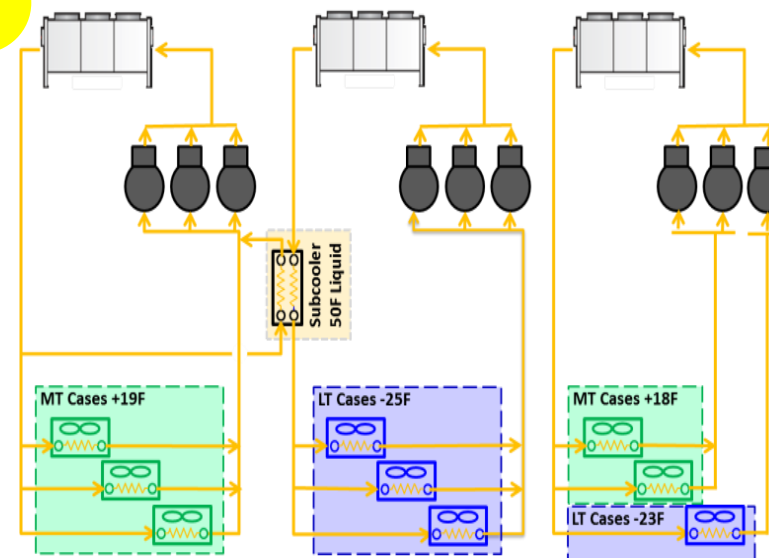 Subcooler
50F Liquid
MT Cases +19F
LT Cases -25F
MT Cases +18F
LT Cases -23F